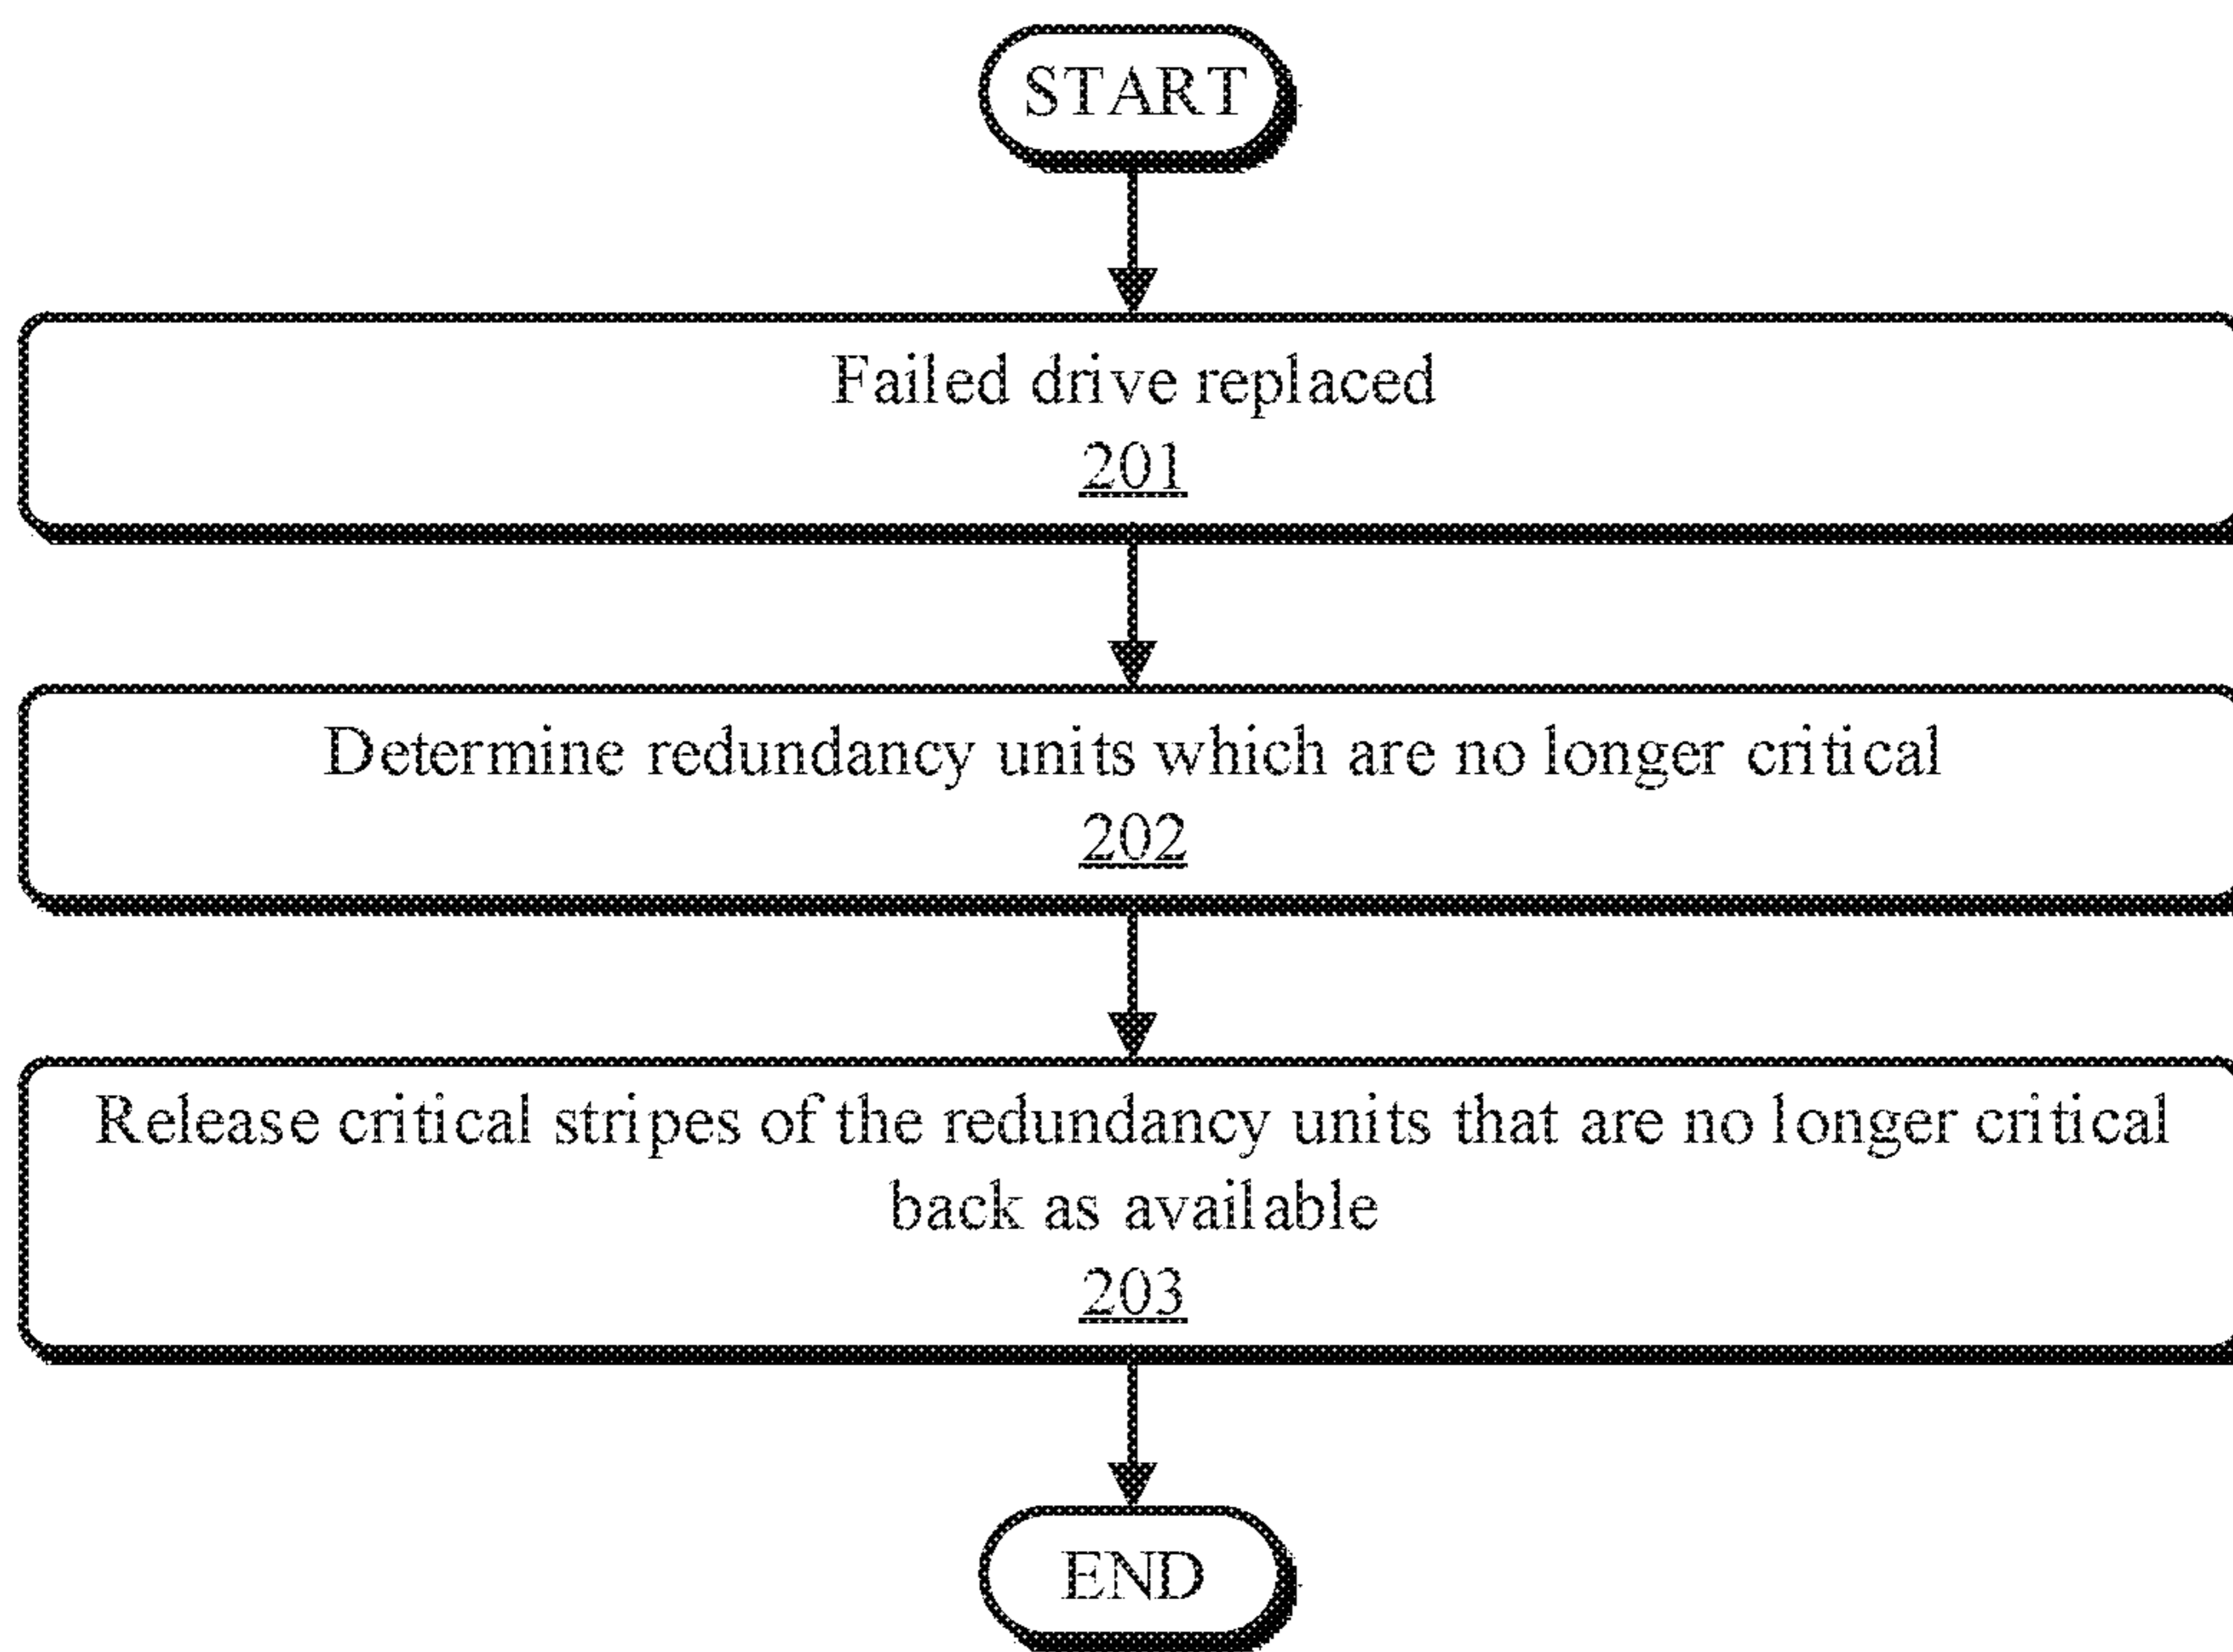 START
Failed drive replaced
201
Determine redundancy units which are no longer critical
202
Release critical stripes of the redundancy units that are no longer critical
back as available
203
END